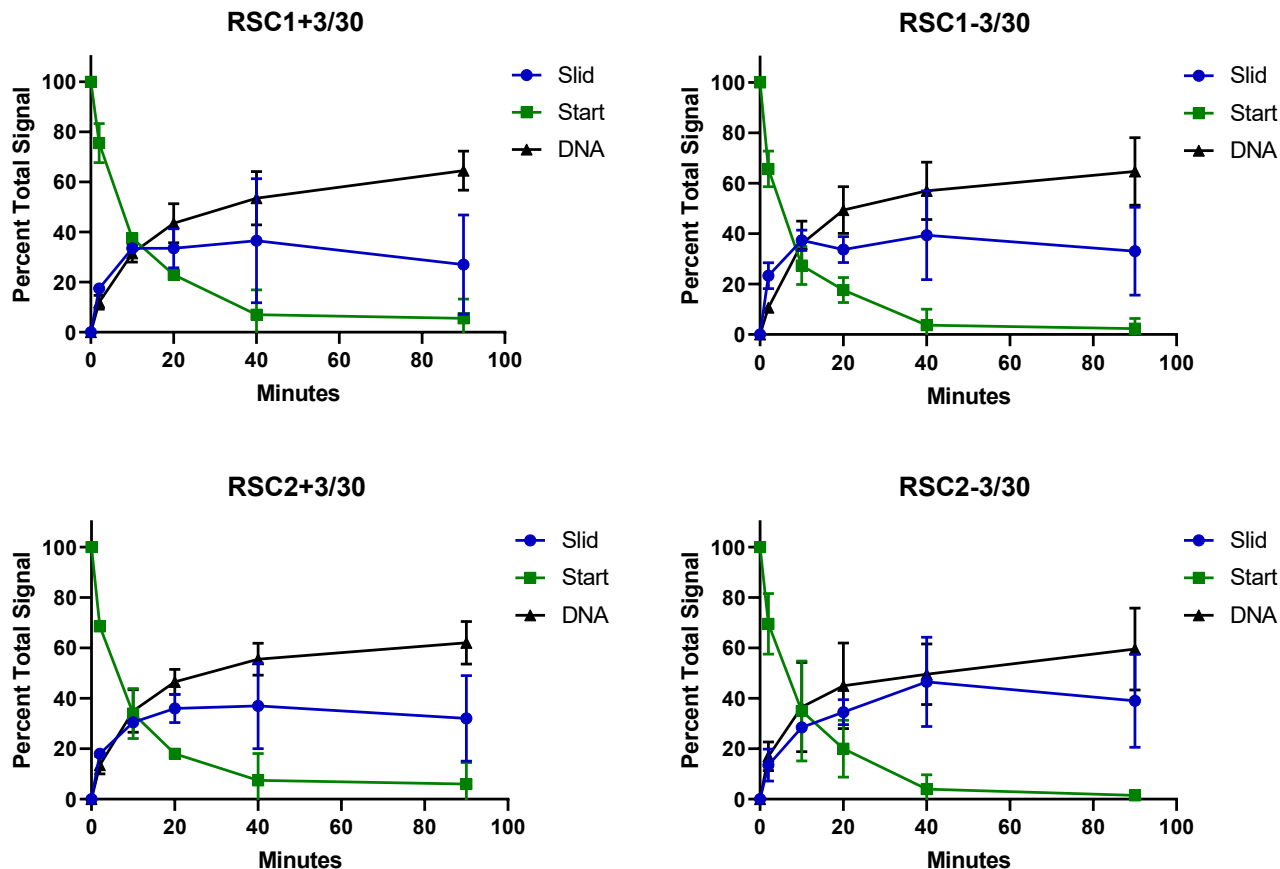 RSC1+3/30
Percent Total Signal
100
80
60
40
20
0
0 20 40 60 80 100
Minutes
Slid
Start
DNA
RSC1-3/30
Percent Total Signal
100
80
60
40
20
0
0 20 40 60 80 100
Minutes
Slid
Start
DNA
RSC2+3/30
Percent Total Signal
100
80
60
40
20
0
0 20 40 60 80 100
Minutes
Slid
Start
DNA
RSC2-3/30
Percent Total Signal
100
80
60
40
20
0
0 20 40 60 80 100
Minutes
Slid
Start
DNA